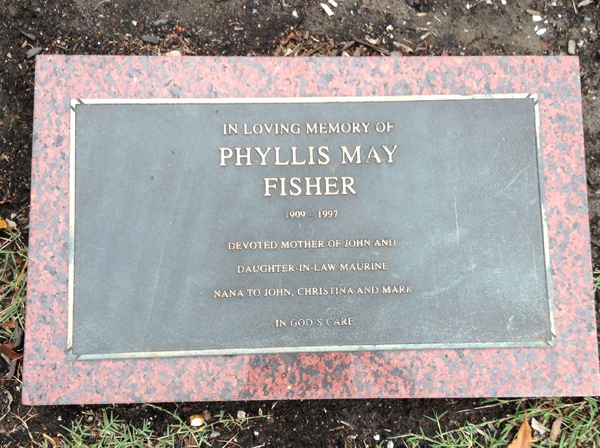 IN LOVING MEMORY OF
PHYLLIS MAY
FISHER
1909 - 1997
DEVOTED MOTHER OF JOHN AND
DAUGHTER-IN-LAW MAURINE
NANA TO JOHN, CHRISTINA AND MARK
IN GOD'S CARE